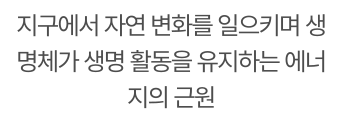 지구에서 자연 변화를 일으키며 생
명체가 생명 활동을 유지하는 에너
지의 근원